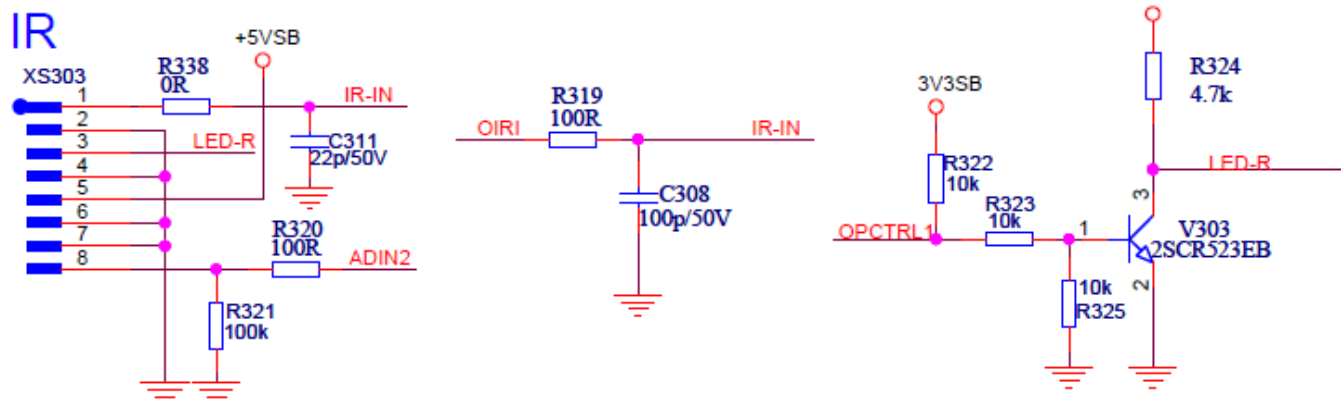 IR
XS303
+5VSB
R338
0R
1
IR-IN
2
3
LED-R
C311
22p/50V
4
5
6
7
R320
100R
8
ADIN2
R321
100k
R319
100R
OIRI
IR-IN
C308
100p/50V
3V3SB
R322
10k
R323
10k
OPCTRL1
1
10k
R325
R324
4.7k
LED-R
3
V303
2SCR523EB
2